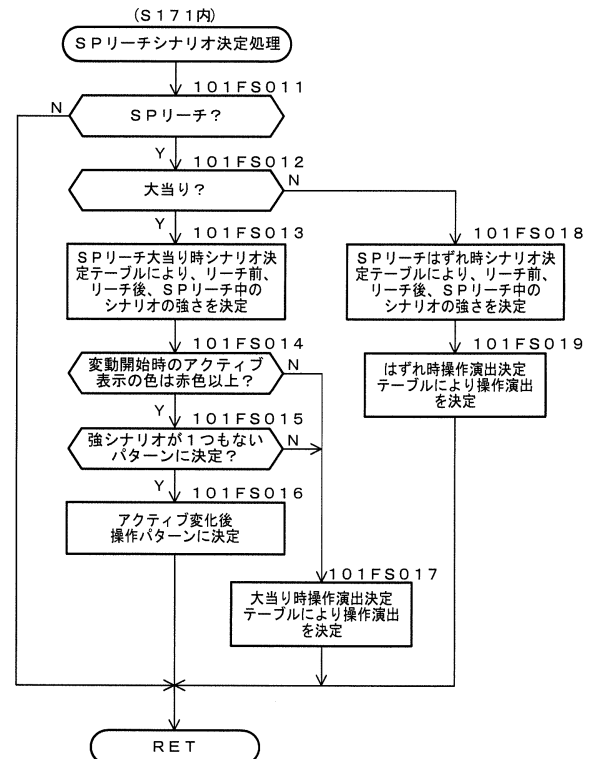 (S171内)
SPリーチシナリオ決定処理
101FS011
N
SPリーチ?
Y
101FS012
大当り?
N
Y
101FS013
SPリーチ大当り時シナリオ決
定テーブルにより、リーチ前、
リーチ後、SPリーチ中の
シナリオの強さを決定
101FS018
SPリーチはずれ時シナリオ決
定テーブルにより、リーチ前、
リーチ後、SPリーチ中の
シナリオの強さを決定
101FS014
変動開始時のアクティブ
表示の色は赤色以上?
N
Y
101FS019
はずれ時操作演出決定
テーブルにより操作演出
を決定
101FS015
強シナリオが1つもない
パターンに決定?
N
Y
101FS016
アクティブ変化後
操作パターンに決定
101FS017
大当り時操作演出決定
テーブルにより操作演出
を決定
RET